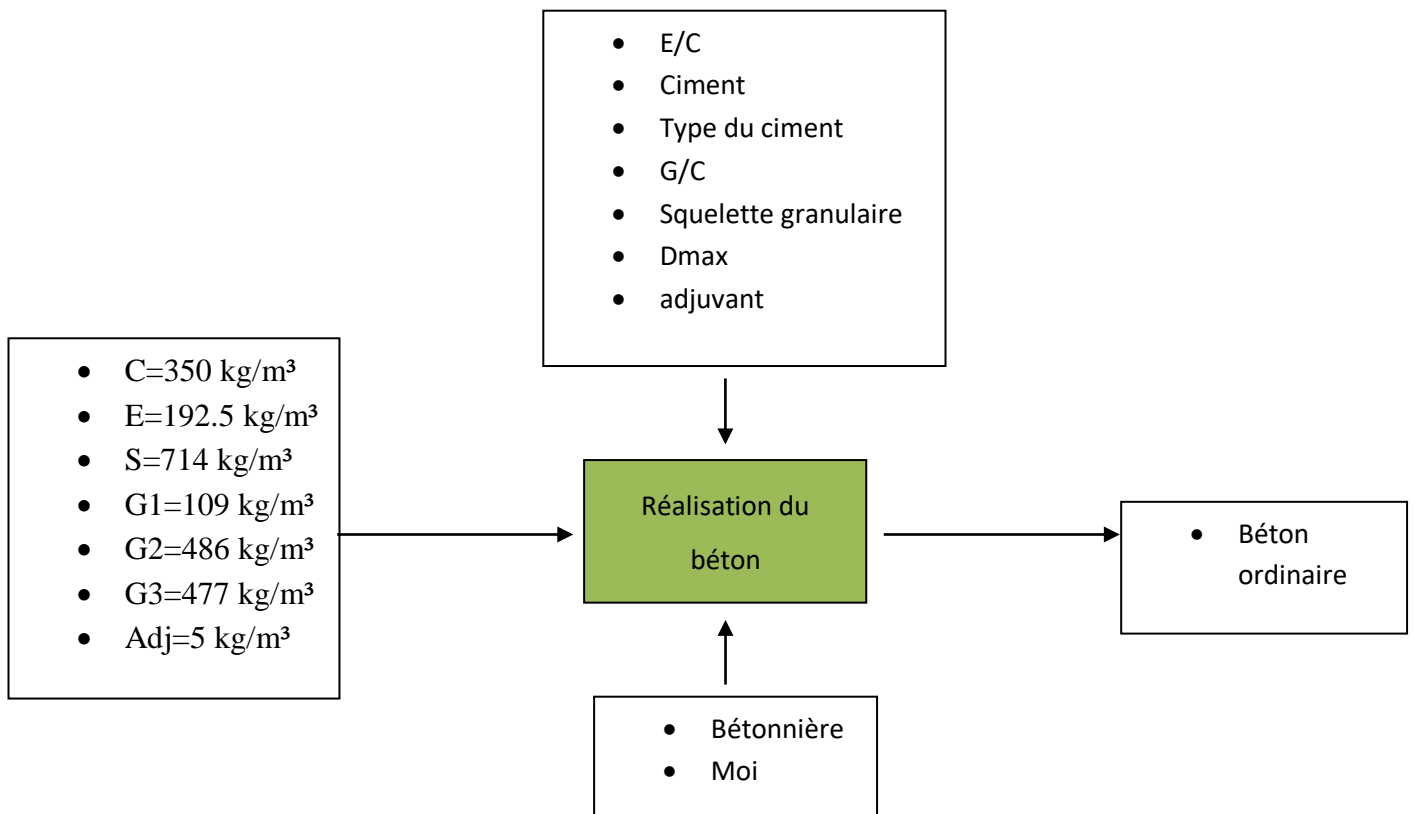 • E/C
• Ciment
• Type du ciment
• G/C
• Squelette granulaire
• Dmax
• adjuvant
• C=350 kg/m³
• E=192.5 kg/m³
• S=714 kg/m³
• G1=109 kg/m³
• G2=486 kg/m³
• G3=477 kg/m³
• Adj=5 kg/m³
Réalisation du
béton
• Béton
ordinaire
• Bétonnière
• Moi